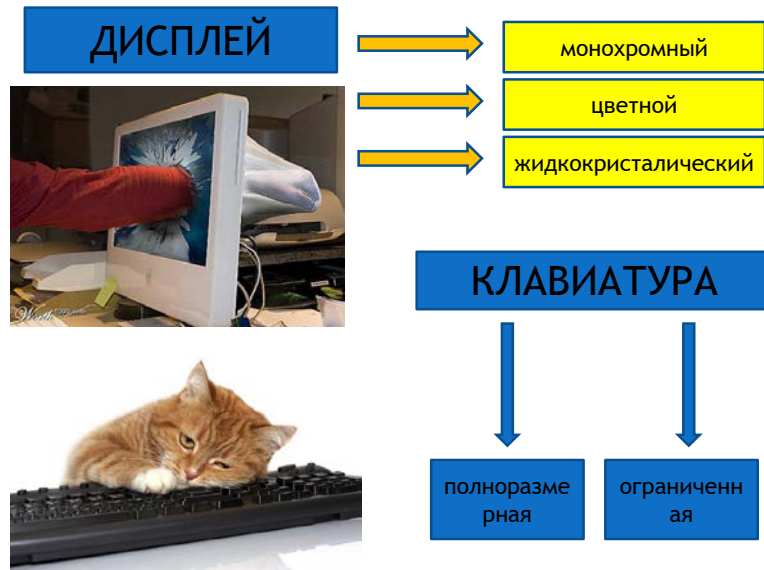 ДИСПЛЕЙ
монохромный
цветной
жидкокристалический
КЛАВИАТУРА
полноразме
рная
ограниченн
ая